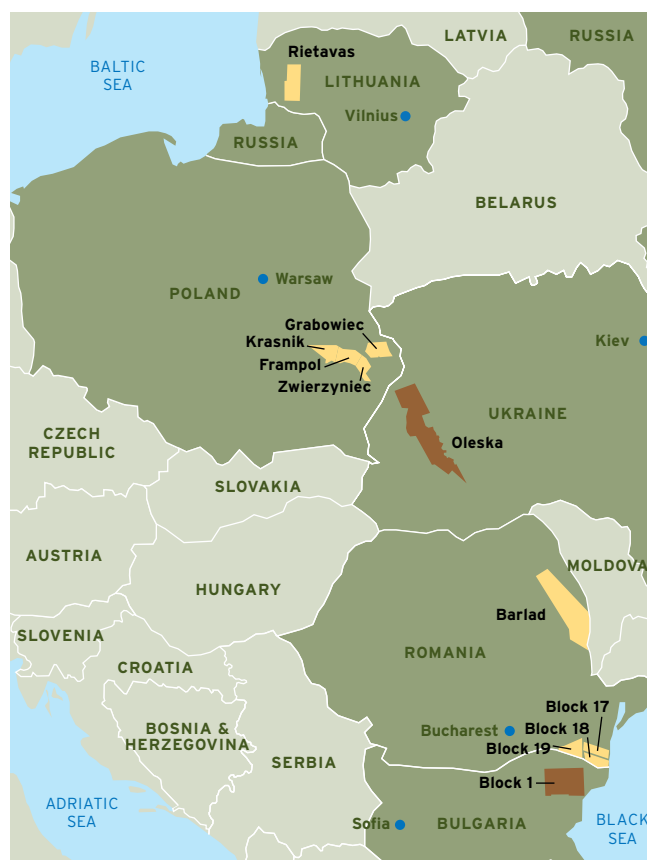 LATVIA
RUSSIA
Rietavas
BALTIC
SEA
LITHUANIA
Vilnius
RUSSIA
BELARUS
Warsaw
POLAND
Grabowiec
Krasnik
Kiev
Frampol
Zwierzyniec
UKRAINE
CZECH
REPUBLIC
Oleska
SLOVAKIA
AUSTRIA
MOLDOVA
HUNGARY
Barlad
SLOVENIA
ROMANIA
CROATIA
Block 17
BOSNIA &
HERZEGOVINA
Bucharest
Block 18
Block 19
SERBIA
Block 1
ADRIATIC
SEA
Sofia
BULGARIA
BLACK
SEA